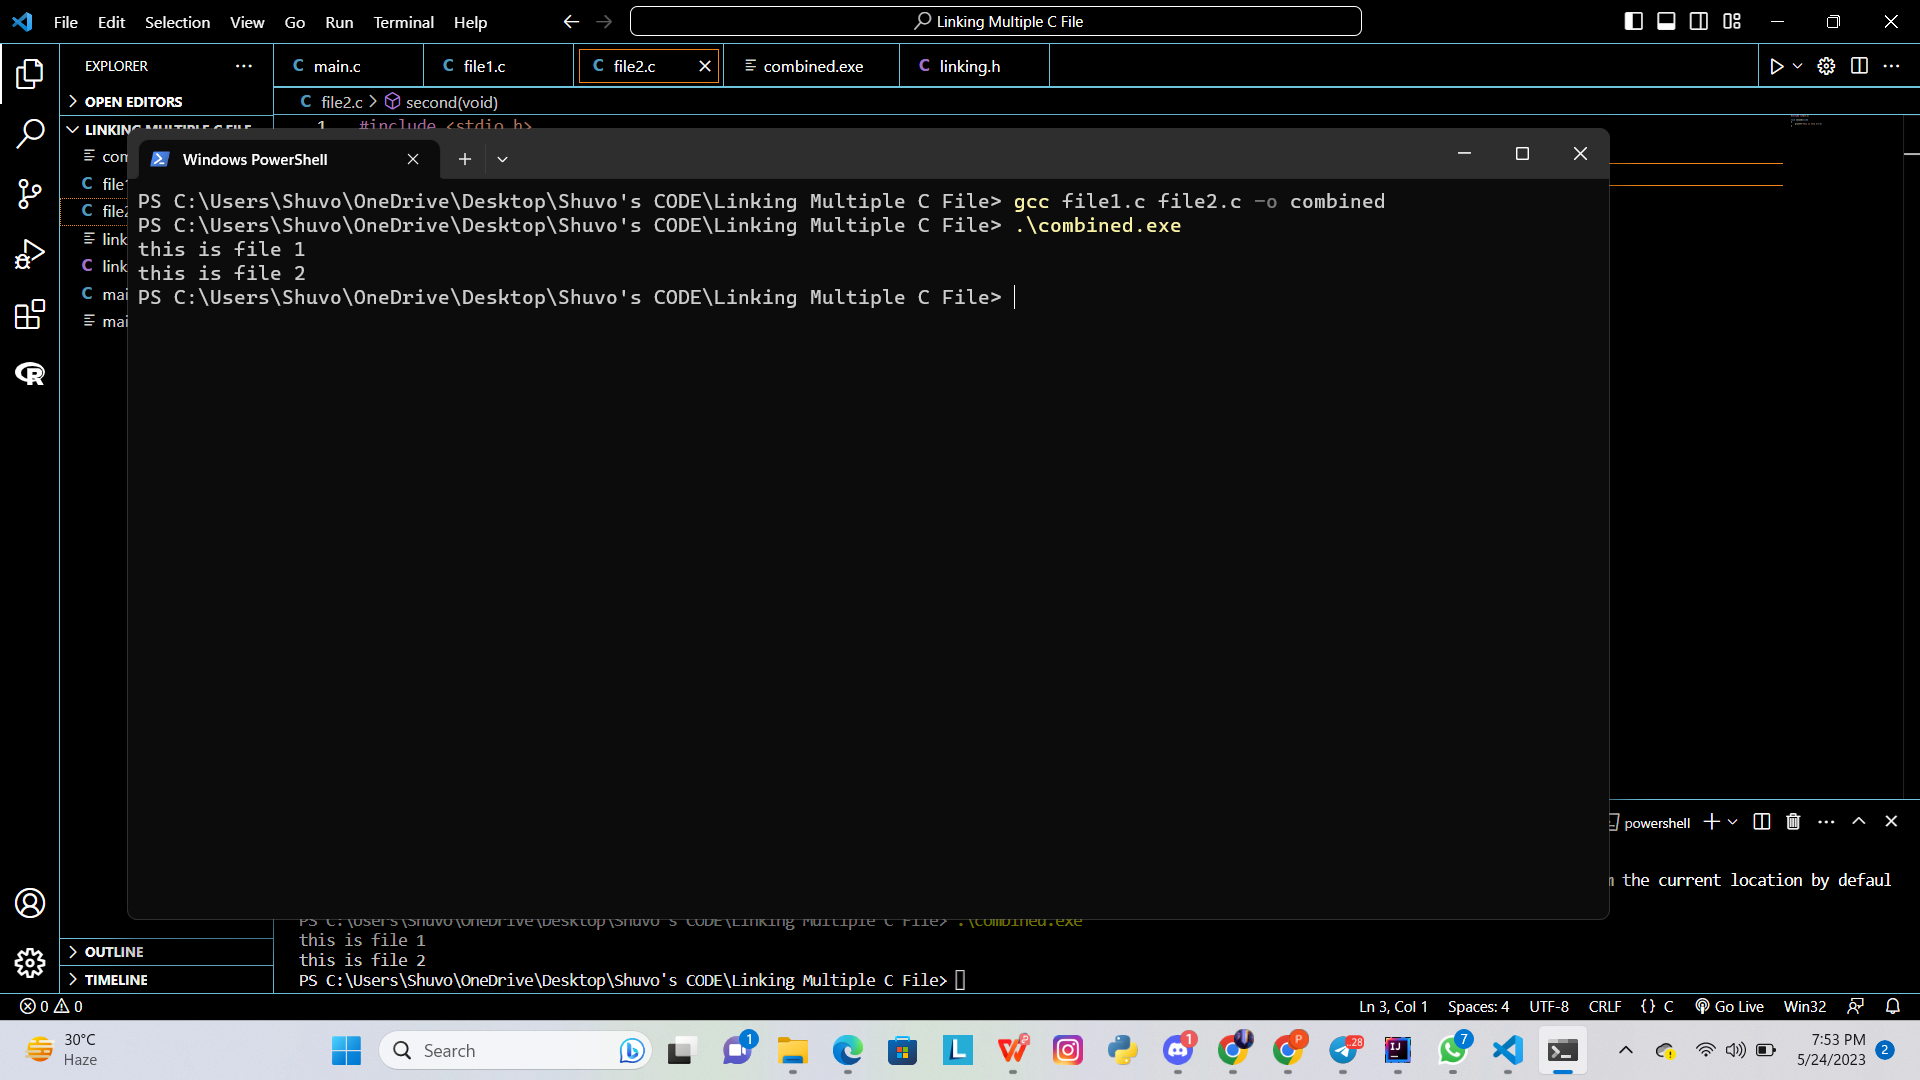 File Edit Selection View Go Run Terminal Help
Linking Multiple C File
EXPLORER
C main.c
C file1.c
C file2.c
combined.exe
C linking.h
OPEN EDITORS
C file2.c > second(void)
LINKING MULTIPLE C FILE
1 #include <stdio.h>
com
C file1
C file2
link
C link
C mai
mai
Windows PowerShell
PS C:\Users\Shuvo\OneDrive\Desktop\Shuvo's CODE\Linking Multiple C File> gcc file1.c file2.c -o combined
PS C:\Users\Shuvo\OneDrive\Desktop\Shuvo's CODE\Linking Multiple C File> .\combined.exe
this is file 1
this is file 2
PS C:\Users\Shuvo\OneDrive\Desktop\Shuvo's CODE\Linking Multiple C File>
powershell
the current location by defaul
PS C:\Users\Shuvo\OneDrive\Desktop\Shuvo's CODE\Linking Multiple C File> .\combined.exe
this is file 1
this is file 2
PS C:\Users\Shuvo\OneDrive\Desktop\Shuvo's CODE\Linking Multiple C File>
OUTLINE
TIMELINE
0 0
Ln 3, Col 1 Spaces: 4 UTF-8 CRLF {} C Go Live Win32
30°C
Haze
Search
1
1
P
28
7
7:53 PM
5/24/2023
2